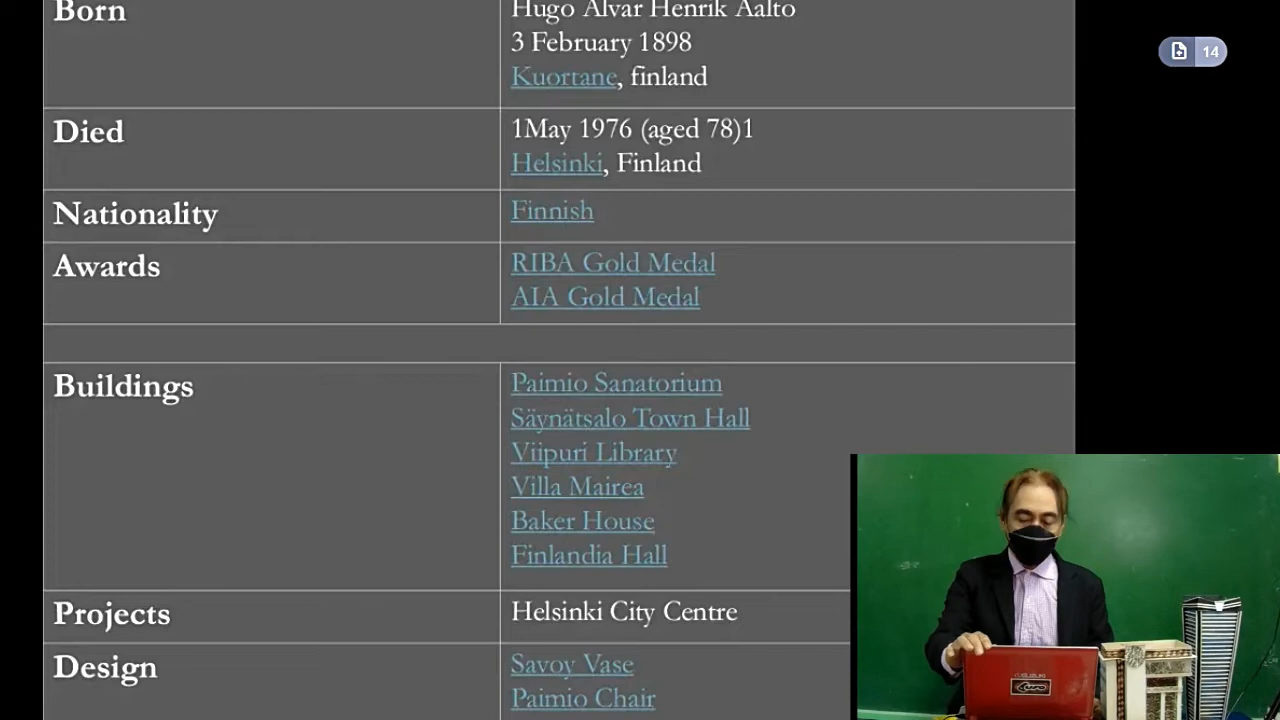 Born
Hugo Alvar Henrik Aalto
3 February 1898
Kuortane, finland
Died
1May 1976 (aged 78)1
Helsinki, Finland
Nationality
Finnish
Awards
RIBA Gold Medal
AIA Gold Medal
Buildings
Paimio Sanatorium
Säynätsalo Town Hall
Viipuri Library
Villa Mairea
Baker House
Finlandia Hall
Projects
Helsinki City Centre
Design
Savoy Vase
Paimio Chair
14